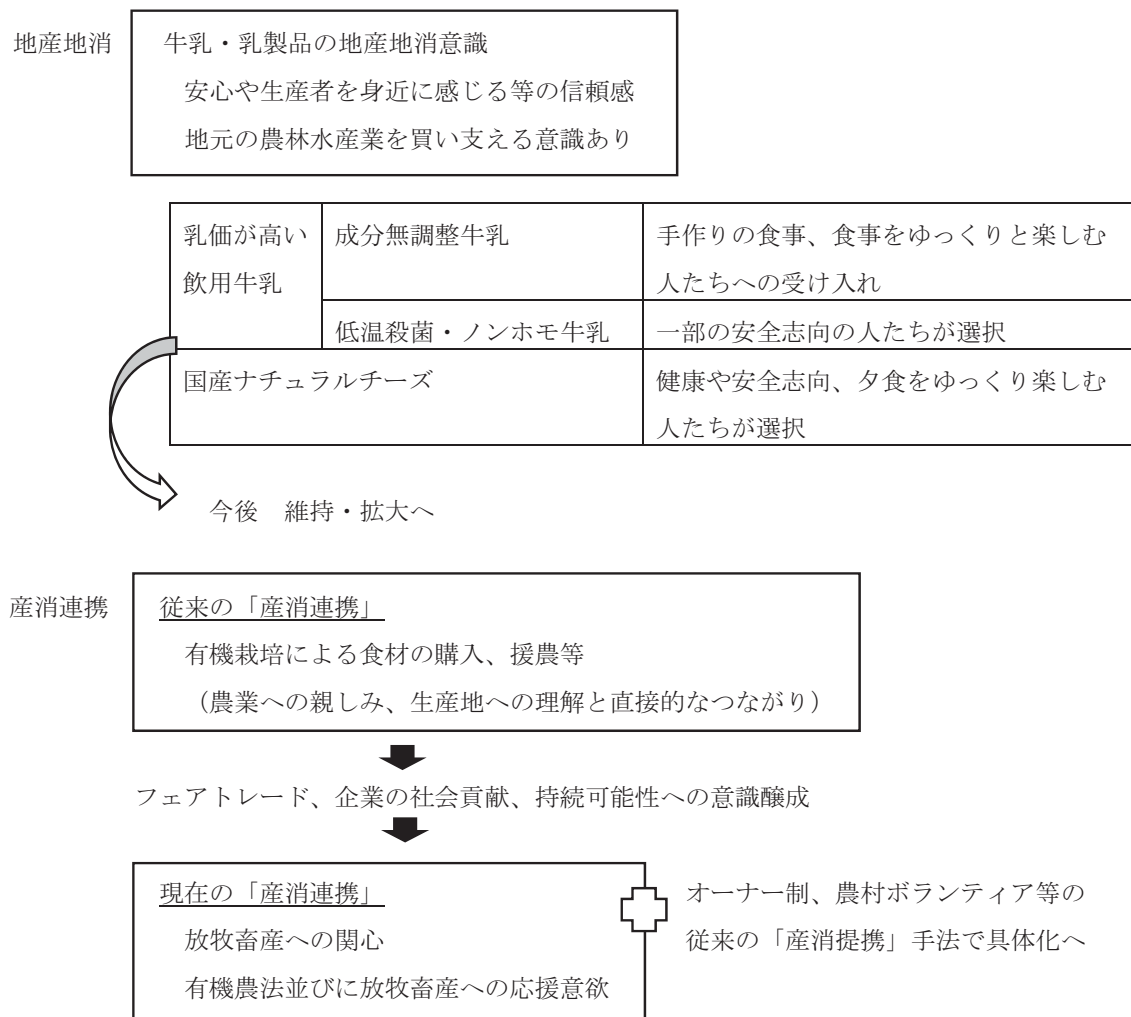 地産地消
牛乳・乳製品の地産地消意識
安心や生産者を身近に感じる等の信頼感
地元の農林水産業を買い支える意識あり
乳価が高い
飲用牛乳
成分無調整牛乳
手作りの食事、食事をゆっくりと楽しむ
人たちへの受け入れ
低温殺菌・ノンホモ牛乳
一部の安全志向の人たちが選択
国産ナチュラルチーズ
健康や安全志向、夕食をゆっくり楽しむ
人たちが選択
今後　維持・拡大へ
産消連携
従来の「産消連携」
有機栽培による食材の購入、援農等
（農業への親しみ、生産地への理解と直接的なつながり）
フェアトレード、企業の社会貢献、持続可能性への意識醸成
現在の「産消連携」
放牧畜産への関心
有機農法並びに放牧畜産への応援意欲
オーナー制、農村ボランティア等の
従来の「産消提携」手法で具体化へ